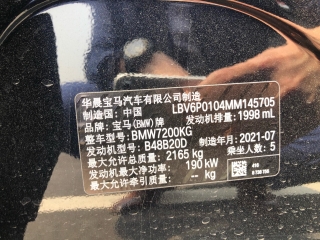 华晨宝马汽车有限公司制造
制造国: 中国 LBV6P0104MM145705
品牌: 宝马(BMW)牌 发动机排量: 1998 mL
整车型号: BMW7200KG
发动机型号: B48B20D 制造年月: 2021-07
最大允许总质量: 2165 kg 乘坐人数: 5
发动机最大净功率: 190 kW
最大允许牵引质量: -- kg